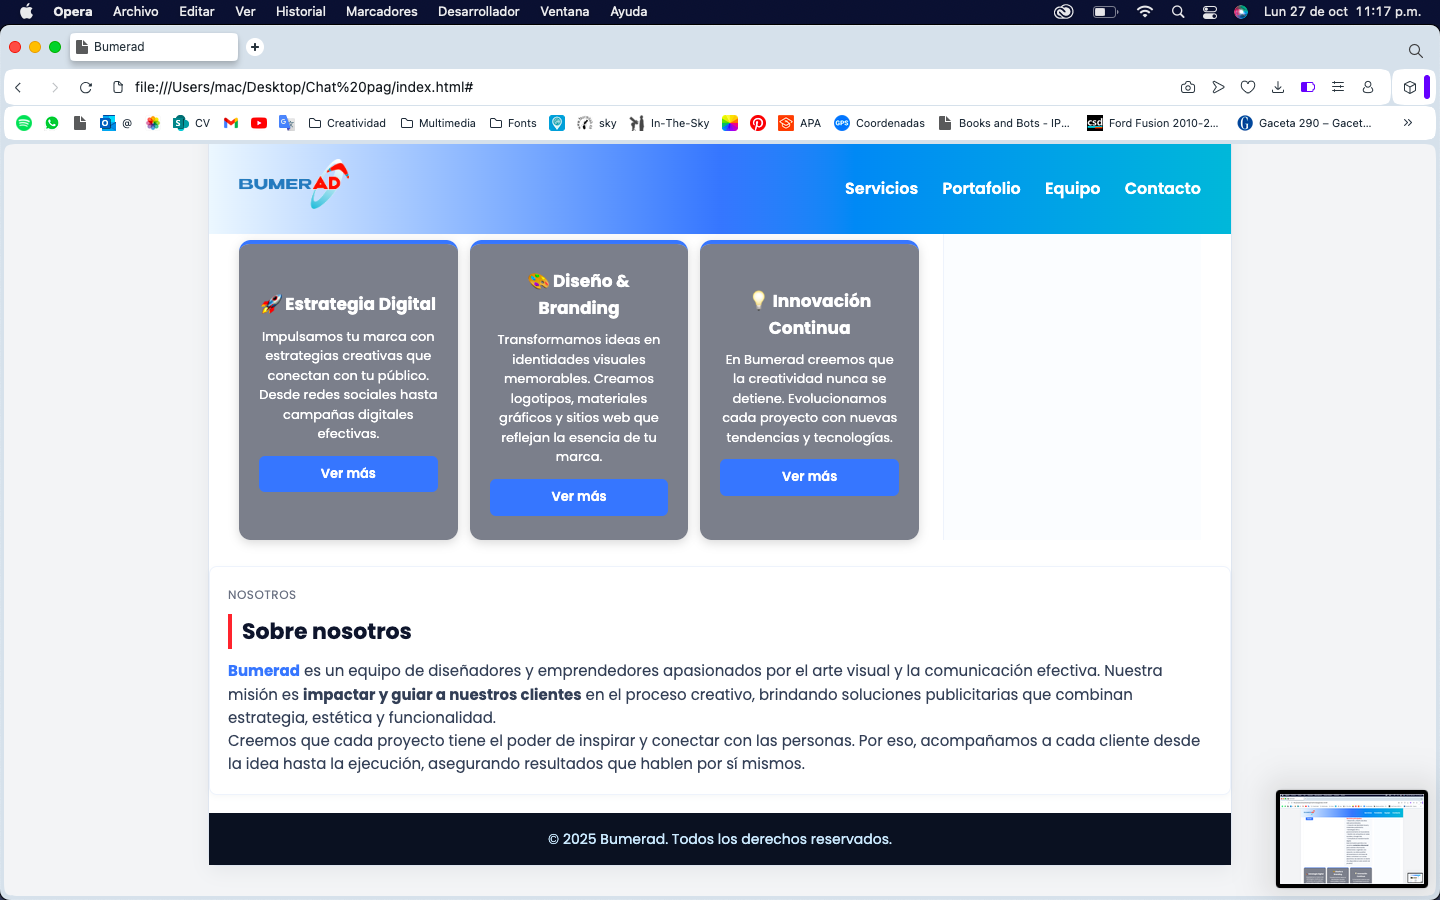 Opera Archivo Editar Ver Historial Marcadores Desarrollador Ventana Ayuda
Lun 27 de oct 11:17 p.m.
Bumerad
file:///Users/mac/Desktop/Chat%20pag/index.html#
@ CV Creatividad Multimedia Fonts sky In-The-Sky APA GPS Coordenadas Books and Bots - IP... csd Ford Fusion 2010-2... G Gaceta 290 – Gacet...
BUMERAD
Servicios Portafolio Equipo Contacto
🚀 Estrategia Digital
Impulsamos tu marca con
estrategias creativas que
conectan con tu público.
Desde redes sociales hasta
campañas digitales
efectivas.
Ver más
🎨 Diseño &
Branding
Transformamos ideas en
identidades visuales
memorables. Creamos
logotipos, materiales
gráficos y sitios web que
reflejan la esencia de tu
marca.
Ver más
💡 Innovación
Continua
En Bumerad creemos que
la creatividad nunca se
detiene. Evolucionamos
cada proyecto con nuevas
tendencias y tecnologías.
Ver más
NOSOTROS
Sobre nosotros
Bumerad es un equipo de diseñadores y emprendedores apasionados por el arte visual y la comunicación efectiva. Nuestra
misión es impactar y guiar a nuestros clientes en el proceso creativo, brindando soluciones publicitarias que combinan
estrategia, estética y funcionalidad.
Creemos que cada proyecto tiene el poder de inspirar y conectar con las personas. Por eso, acompañamos a cada cliente desde
la idea hasta la ejecución, asegurando resultados que hablen por sí mismos.
© 2025 Bumerad. Todos los derechos reservados.